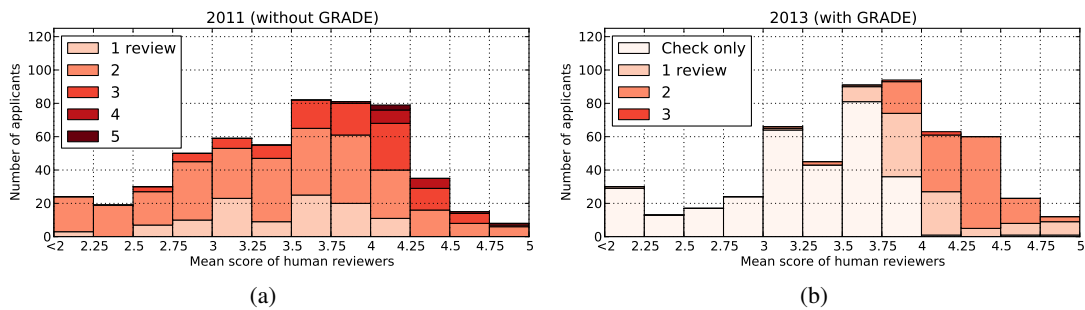 2011 (without GRADE)
120
100
80
60
40
20
0
Number of applicants
1 review
2
3
4
5
<2 2.25 2.5 2.75 3 3.25 3.5 3.75 4 4.25 4.5 4.75 5
Mean score of human reviewers
(a)
2013 (with GRADE)
120
100
80
60
40
20
0
Number of applicants
Check only
1 review
2
3
<2 2.25 2.5 2.75 3 3.25 3.5 3.75 4 4.25 4.5 4.75 5
Mean score of human reviewers
(b)